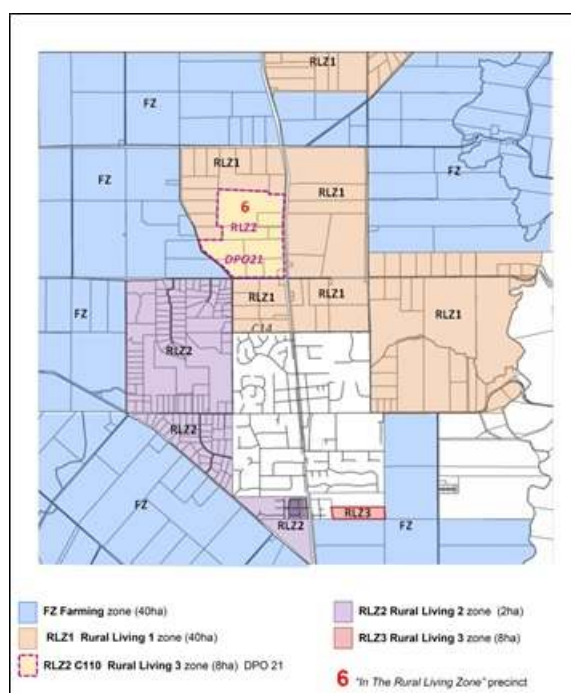 RLZ1
FZ
RLZ1
FZ
RLZ1
FZ
6
RLZ2
DPO21
RLZ1
RLZ1
RLZ1
FZ
C14
RLZ2
RLZ2
FZ
RLZ2
RLZ3
FZ
FZ Farming zone (40ha)
RLZ1 Rural Living 1 zone (40ha)
RLZ2 C110 Rural Living 3 zone (8ha) DPO 21
RLZ2 Rural Living 2 zone (2ha)
RLZ3 Rural Living 3 zone (8ha)
6 "In The Rural Living Zone" precinct